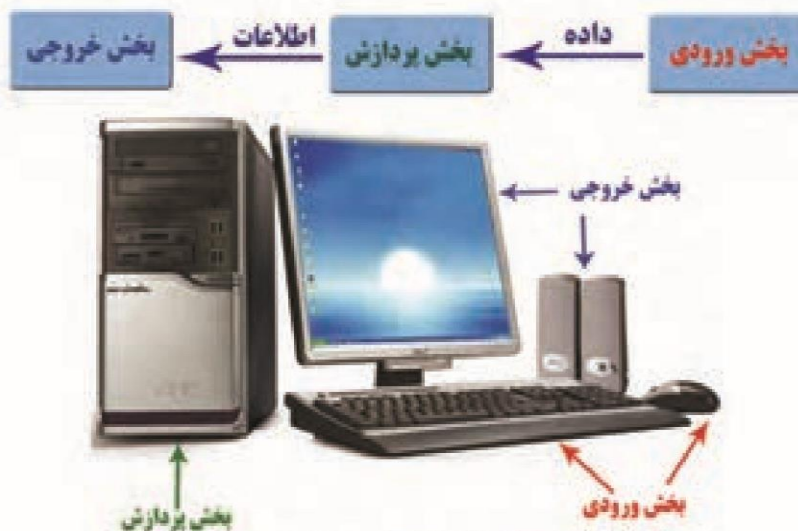 بخش ورودی
داده
بخش پردازش
اطلاعات
بخش خروجی
بخش خروجی
بخش ورودی
بخش پردازش